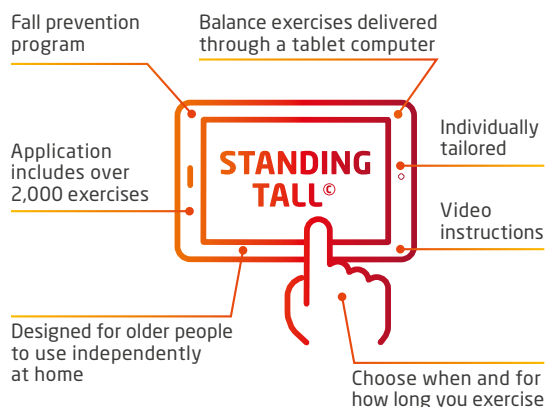 Fall prevention
program
Balance exercises delivered
through a tablet computer
Application
includes over
2,000 exercises
STANDING
TALL©
Individually
tailored
Video
instructions
Designed for older people
to use independently
at home
Choose when and for
how long you exercise